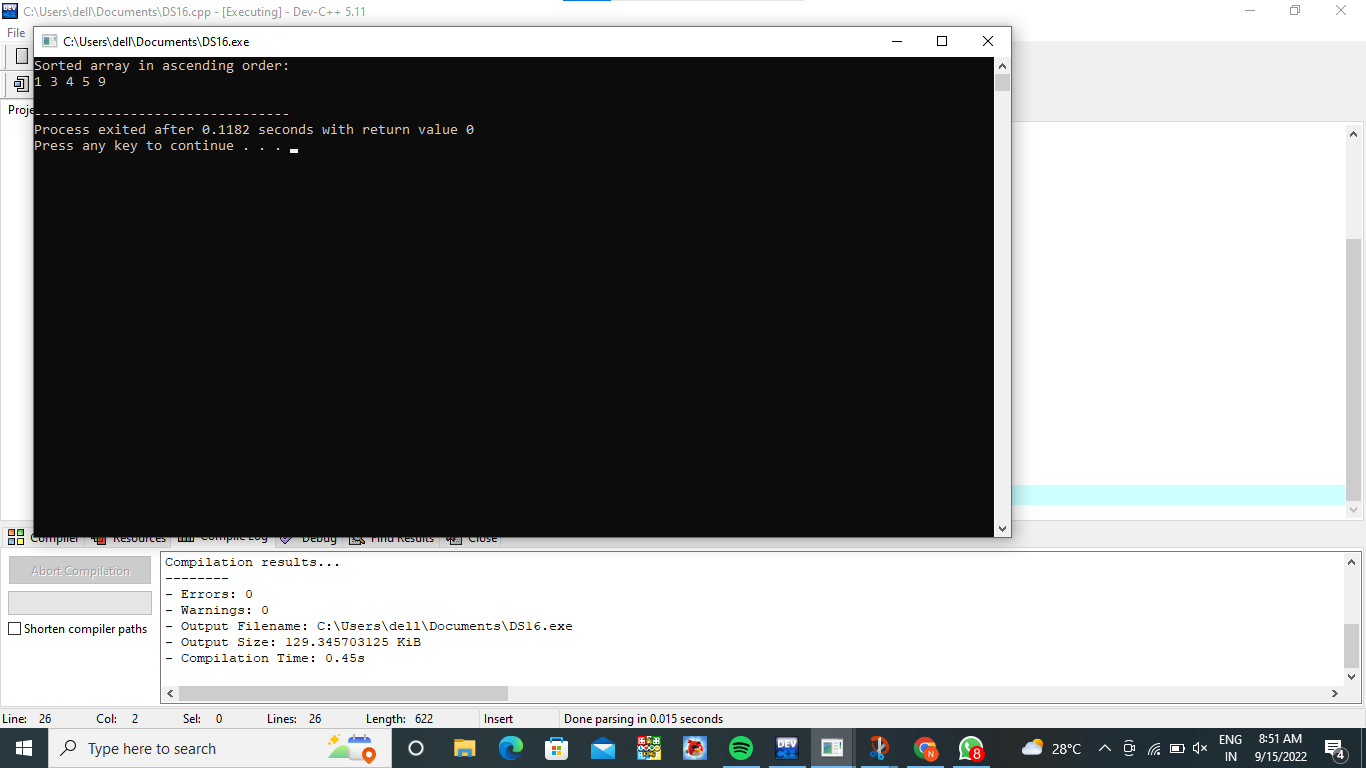 C:\Users\dell\Documents\DS16.cpp - [Executing] - Dev-C++ 5.11
File
C:\Users\dell\Documents\DS16.exe
Sorted array in ascending order:
1 3 4 5 9
--------------------------------
Process exited after 0.1182 seconds with return value 0
Press any key to continue . . .
Proje
Compiler Resources Compile Log Debug Find Results Close
Abort Compilation
Shorten compiler paths
Compilation results...
--------
- Errors: 0
- Warnings: 0
- Output Filename: C:\Users\dell\Documents\DS16.exe
- Output Size: 129.345703125 KiB
- Compilation Time: 0.45s
Line: 26 Col: 2 Sel: 0 Lines: 26 Length: 622 Insert Done parsing in 0.015 seconds
Type here to search
DEV
N
8
28°C
ENG
IN
8:51 AM
9/15/2022
4